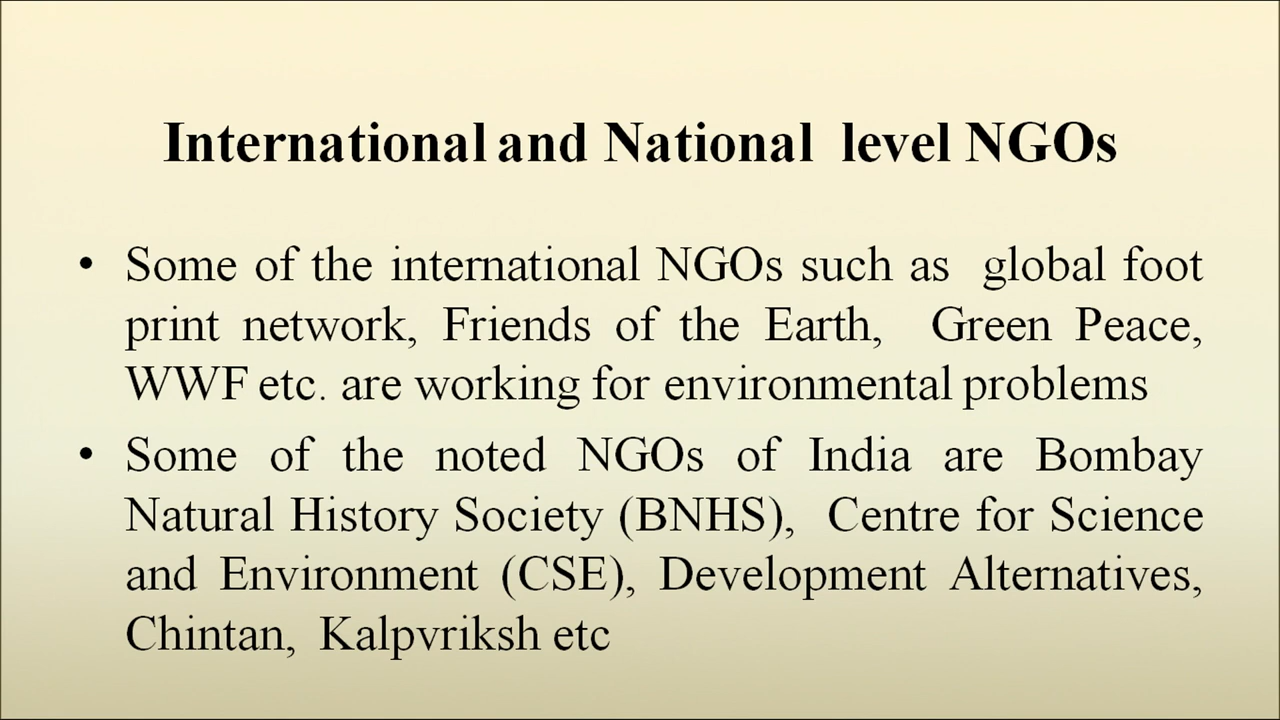 International and National level NGOs
• Some of the international NGOs such as global foot
print network, Friends of the Earth, Green Peace,
WWF etc. are working for environmental problems
• Some of the noted NGOs of India are Bombay
Natural History Society (BNHS), Centre for Science
and Environment (CSE), Development Alternatives,
Chintan, Kalpvriksh etc